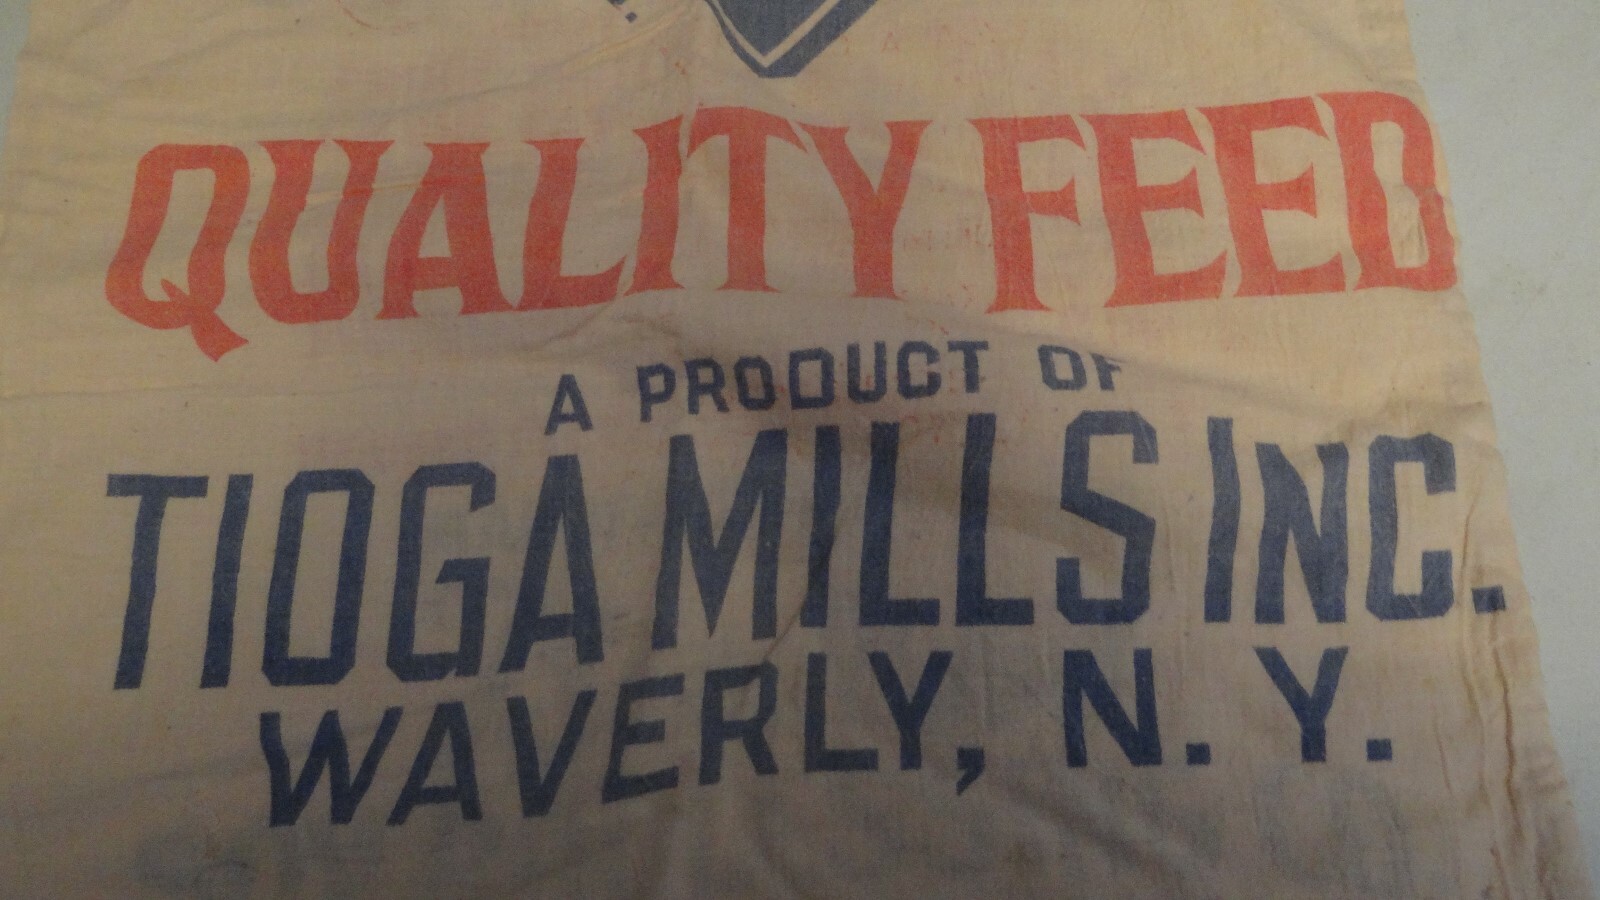 QUALITY FEED
A PRODUCT OF
TIOGA MILLS INC.
WAVERLY, N. Y.